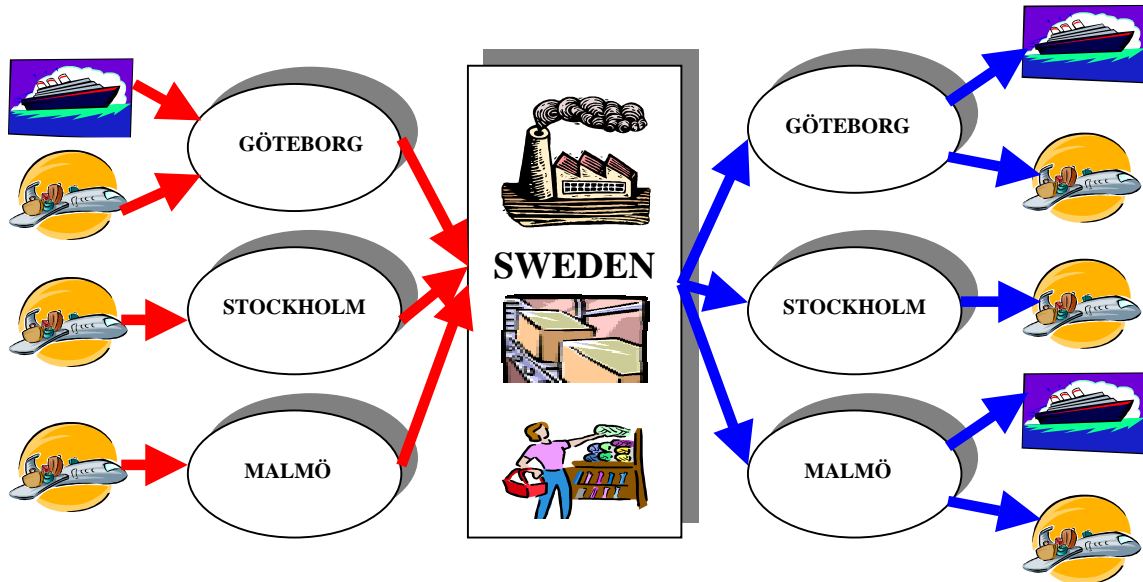 GÖTEBORG
STOCKHOLM
MALMÖ
SWEDEN
GÖTEBORG
STOCKHOLM
MALMÖ